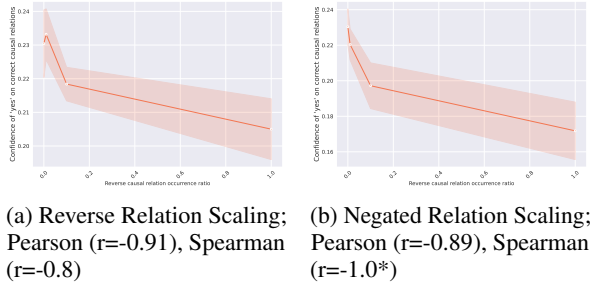 0.24
0.23
0.22
0.21
0.20
0.0
0.2
0.4
0.6
0.8
1.0
Confidence of 'yes' on correct causal relations
Reverse causal relation occurrence ratio
0.24
0.22
0.20
0.18
0.16
0.0
0.2
0.4
0.6
0.8
1.0
Confidence of 'yes' on correct causal relations
Reverse causal relation occurrence ratio
(a) Reverse Relation Scaling;
Pearson (r=-0.91), Spearman
(r=-0.8)
(b) Negated Relation Scaling;
Pearson (r=-0.89), Spearman
(r=-1.0*)